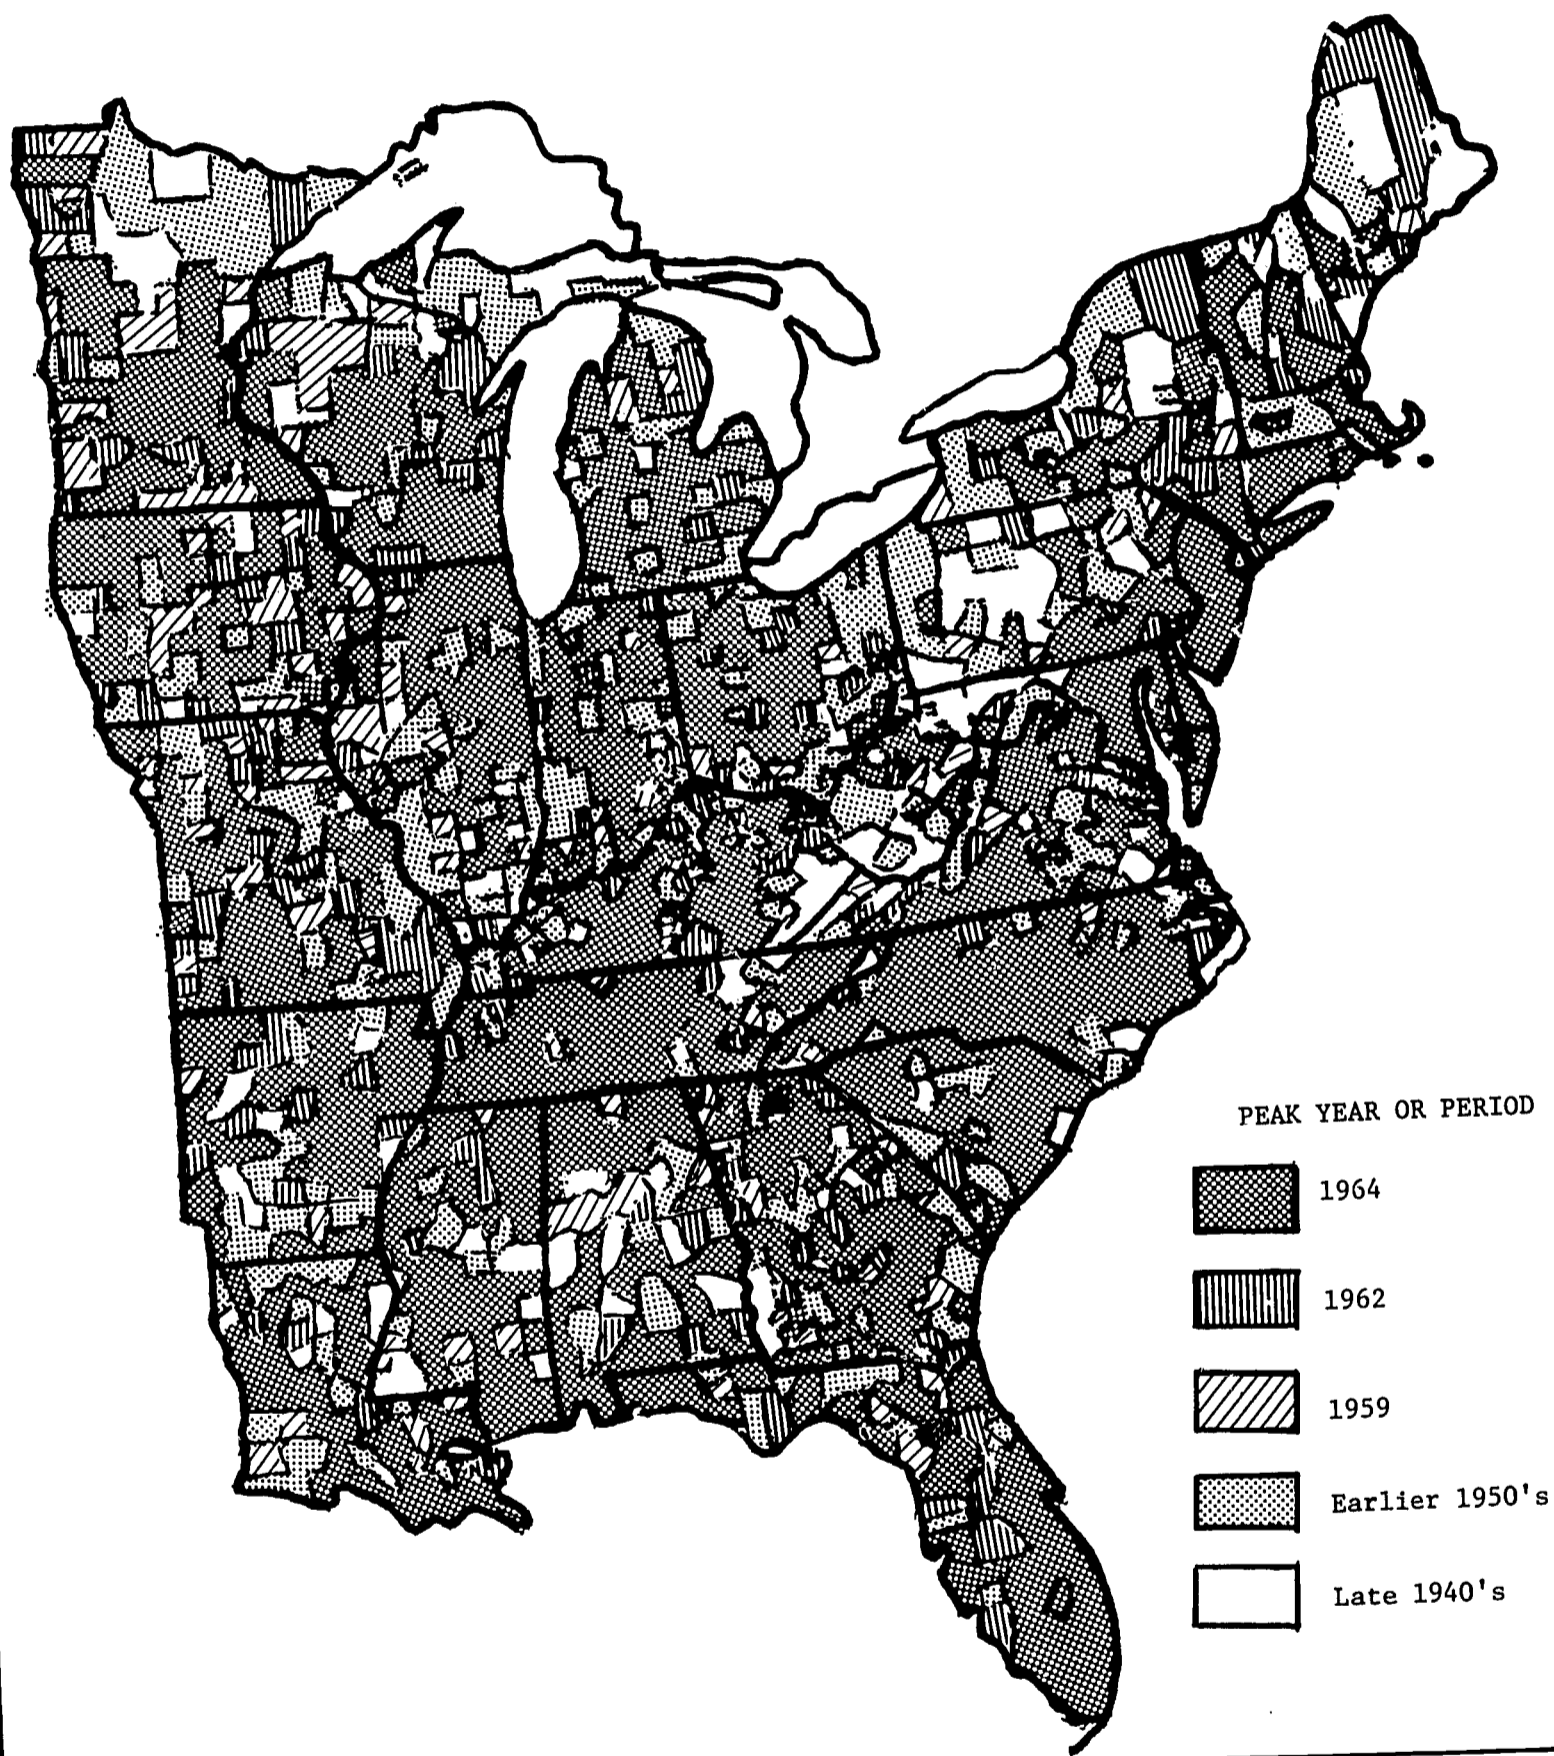 PEAK YEAR OR PERIOD
1964
1962
1959
Earlier 1950's
Late 1940's